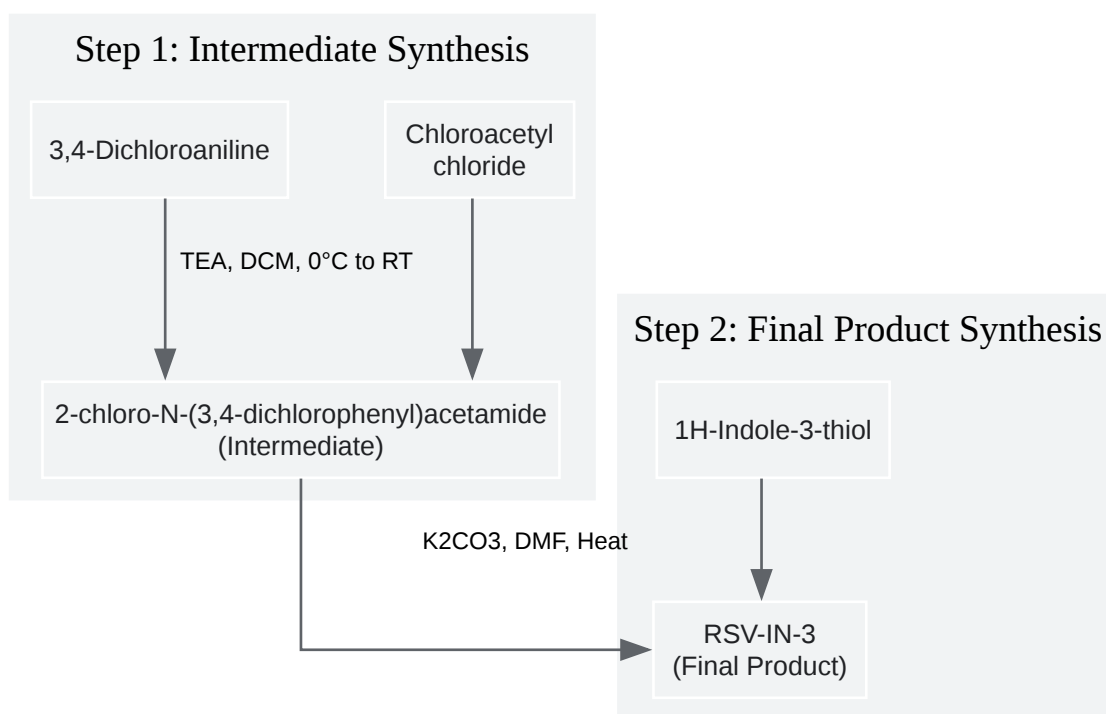 Step 1: Intermediate Synthesis
3,4-Dichloroaniline
Chloroacetyl
chloride
TEA, DCM, 0°C to RT
2-chloro-N-(3,4-dichlorophenyl)acetamide
(Intermediate)
Step 2: Final Product Synthesis
1H-Indole-3-thiol
K2CO3, DMF, Heat
RSV-IN-3
(Final Product)